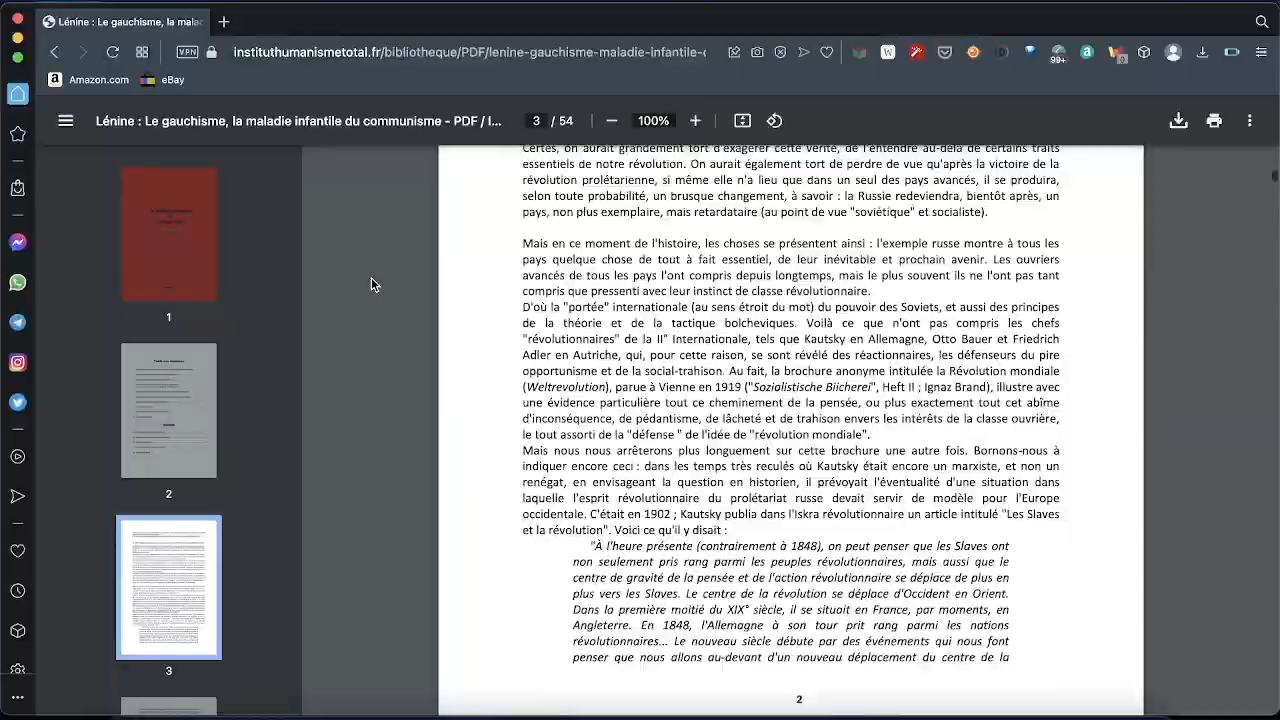 Lénine : Le gauchisme, la malac
VPN
instituthumanismetotal.fr/bibliotheque/PDF/lenine-gauchisme-maladie-infantile-c
99+
0
Amazon.com
eBay
Lénine : Le gauchisme, la maladie infantile du communisme - PDF / I...
3 / 54
100%
1
2
3
Certes, on aurait grandement tort d'exagérer cette vérité, de l'entendre au-delà de certains traits
essentiels de notre révolution. On aurait également tort de perdre de vue qu'après la victoire de la
révolution prolétarienne, si même elle n'a lieu que dans un seul des pays avancés, il se produira,
selon toute probabilité, un brusque changement, à savoir : la Russie redeviendra, bientôt après, un
pays, non plus exemplaire, mais retardataire (au point de vue "soviétique" et socialiste).
Mais en ce moment de l'histoire, les choses se présentent ainsi : l'exemple russe montre à tous les
pays quelque chose de tout à fait essentiel, de leur inévitable et prochain avenir. Les ouvriers
avancés de tous les pays l'ont compris depuis longtemps, mais le plus souvent ils ne l'ont pas tant
compris que pressenti avec leur instinct de classe révolutionnaire.
D'où la "portée" internationale (au sens étroit du mot) du pouvoir des Soviets, et aussi des principes
de la théorie et de la tactique bolcheviques. Voilà ce que n'ont pas compris les chefs
"révolutionnaires" de la II° Internationale, tels que Kautsky en Allemagne, Otto Bauer et Friedrich
Adler en Autriche, qui, pour cette raison, se sont révélé des réactionnaires, les défenseurs du pire
opportunisme et de la social-trahison. Au fait, la brochure anonyme intitulée la Révolution mondiale
(Weltrevolution) parue à Vienne en 1919 ("Sozialistische Bücherei", Heft II ; Ignaz Brand), illustre avec
une évidence particulière tout ce cheminement de la pensée, ou plus exactement tout cet abîme
d'inconscience, de pédantisme, de lâcheté et de trahison envers les intérêts de la classe ouvrière,
le tout assorti de la "défense " de l'idée de "révolution mondiale".
Mais nous nous arrêterons plus longuement sur cette brochure une autre fois. Bornons-nous à
indiquer encore ceci : dans les temps très reculés où Kautsky était encore un marxiste, et non un
renégat, en envisageant la question en historien, il prévoyait l'éventualité d'une situation dans
laquelle l'esprit révolutionnaire du prolétariat russe devait servir de modèle pour l'Europe
occidentale. C'était en 1902 ; Kautsky publia dans l'Iskra révolutionnaire un article intitulé "Les Slaves
et la révolution". Voici ce qu'il y disait :
"À l'heure présente (contrairement à 1848), on peut penser que les Slaves ont
non seulement pris rang parmi les peuples révolutionnaires, mais aussi que le
centre de gravité de la pensée et de l'action révolutionnaires se déplace de plus en
plus vers les Slaves. Le centre de la révolution se déplace d'Occident en Orient.
Dans la première moitié du XIX° siècle, il se situait en France, par moments, en
Angleterre. En 1848, l'Allemagne à son tour prit rang parmi les nations
révolutionnaires... Le nouveau siècle débute par des événements qui nous font
penser que nous allons au-devant d'un nouveau déplacement du centre de la
2